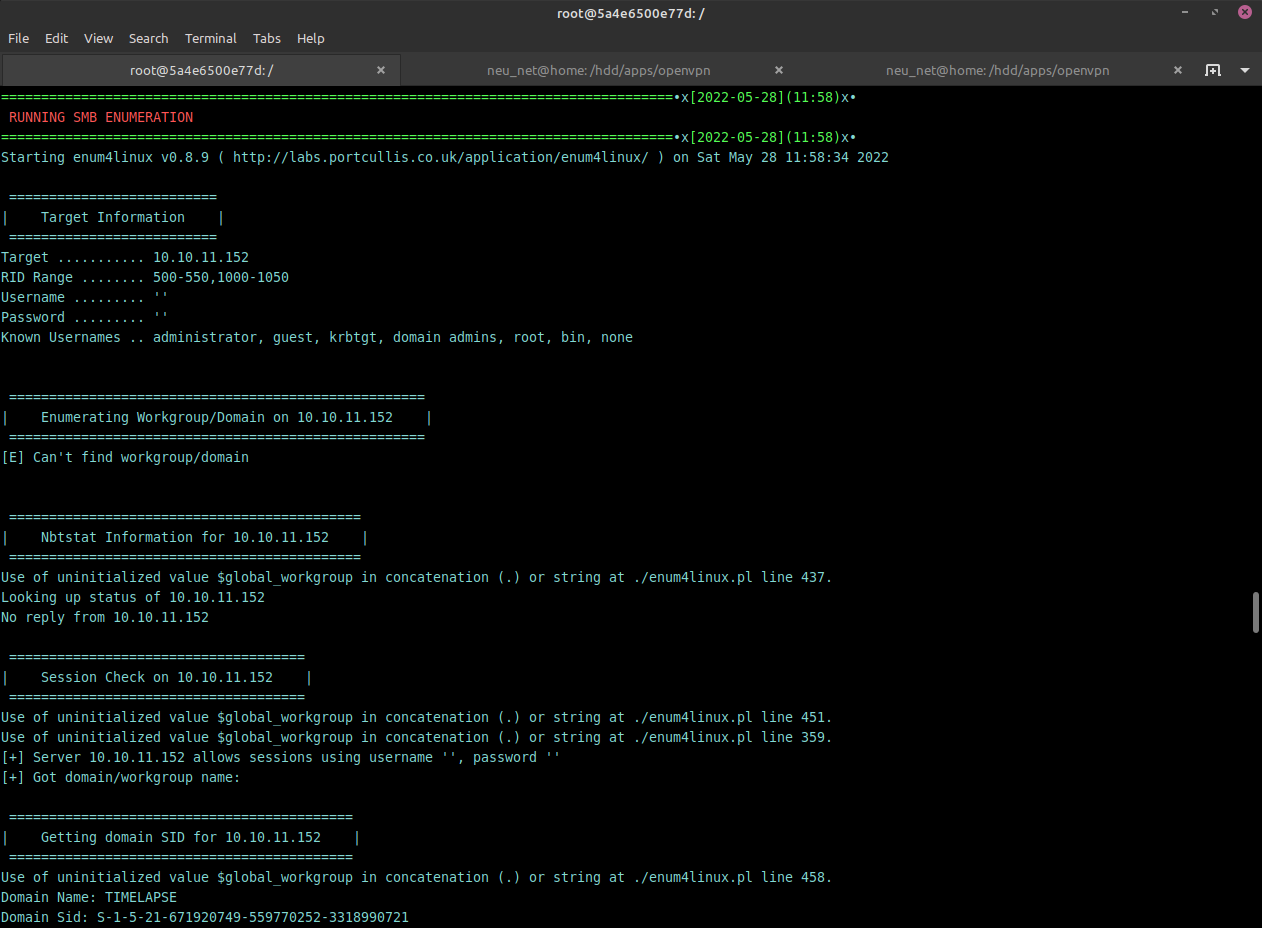 root@5a4e6500e77d: /
File Edit View Search Terminal Tabs Help
root@5a4e6500e77d: / × neu_net@home: /hdd/apps/openvpn × neu_net@home: /hdd/apps/openvpn ×
====================================================================================•x[2022-05-28](11:58)x•
RUNNING SMB ENUMERATION
====================================================================================•x[2022-05-28](11:58)x•
Starting enum4linux v0.8.9 ( http://labs.portcullis.co.uk/application/enum4linux/ ) on Sat May 28 11:58:34 2022
==========================
|    Target Information    |
==========================
Target ........... 10.10.11.152
RID Range ........ 500-550,1000-1050
Username ......... ''
Password ......... ''
Known Usernames .. administrator, guest, krbtgt, domain admins, root, bin, none
====================================================
|    Enumerating Workgroup/Domain on 10.10.11.152    |
====================================================
[E] Can't find workgroup/domain
============================================
|    Nbtstat Information for 10.10.11.152    |
============================================
Use of uninitialized value $global_workgroup in concatenation (.) or string at ./enum4linux.pl line 437.
Looking up status of 10.10.11.152
No reply from 10.10.11.152
=====================================
|    Session Check on 10.10.11.152    |
=====================================
Use of uninitialized value $global_workgroup in concatenation (.) or string at ./enum4linux.pl line 451.
Use of uninitialized value $global_workgroup in concatenation (.) or string at ./enum4linux.pl line 359.
[+] Server 10.10.11.152 allows sessions using username '', password ''
[+] Got domain/workgroup name:
===========================================
|    Getting domain SID for 10.10.11.152    |
===========================================
Use of uninitialized value $global_workgroup in concatenation (.) or string at ./enum4linux.pl line 458.
Domain Name: TIMELAPSE
Domain Sid: S-1-5-21-671920749-559770252-3318990721